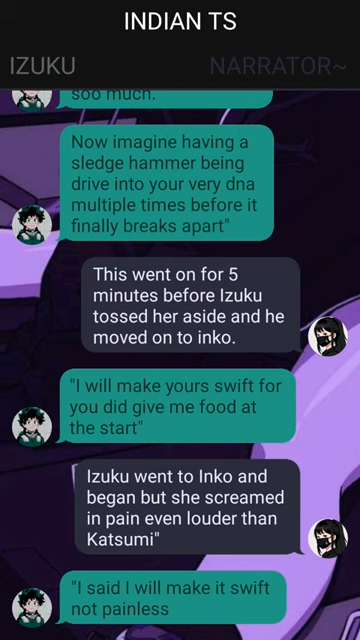 INDIAN TS
IZUKU
NARRATOR~
soo much.
Now imagine having a
sledge hammer being
drive into your very dna
multiple times before it
finally breaks apart"
This went on for 5
minutes before Izuku
tossed her aside and he
moved on to inko.
"I will make yours swift for
you did give me food at
the start"
Izuku went to Inko and
began but she screamed
in pain even louder than
Katsumi"
"I said I will make it swift
not painless